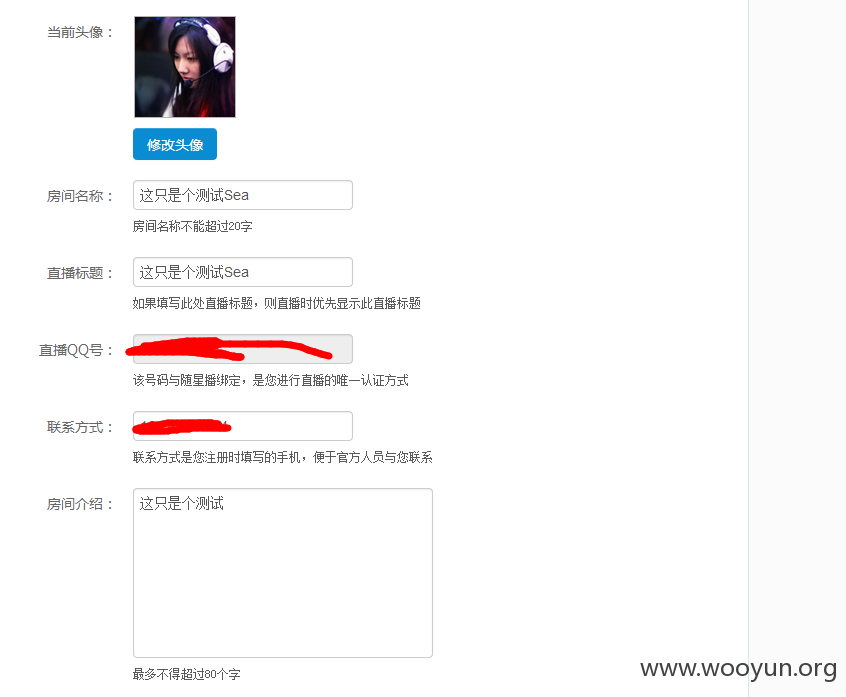 当前头像：
修改头像
房间名称：
这只是个测试Sea
房间名称不能超过20字
直播标题：
这只是个测试Sea
如果填写此处直播标题，则直播时优先显示此直播标题
直播QQ号：
该号码与随星播绑定，是您进行直播的唯一认证方式
联系方式：
联系方式是您注册时填写的手机，便于官方人员与您联系
房间介绍：
这只是个测试
最多不得超过80个字
www.wooyun.org